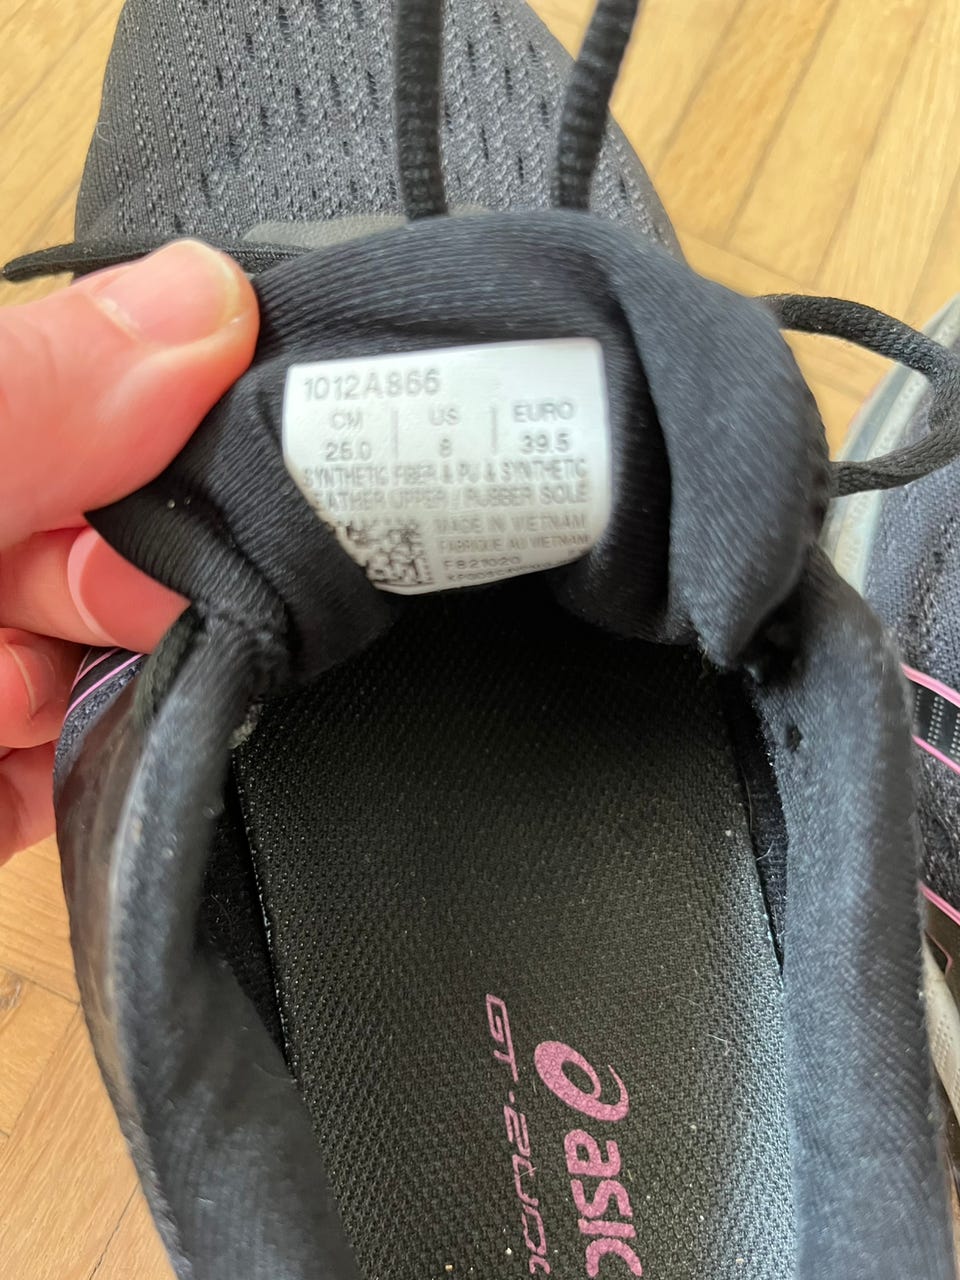 1012A866
CM | US | EURO
25.0 | 8 | 39.5
SYNTHETIC FIBER & PU & SYNTHETIC
LEATHER UPPER / RUBBER SOLE
MADE IN VIETNAM
FABRIQUE AU VIETNAM
FB21020
asics
GT-2000